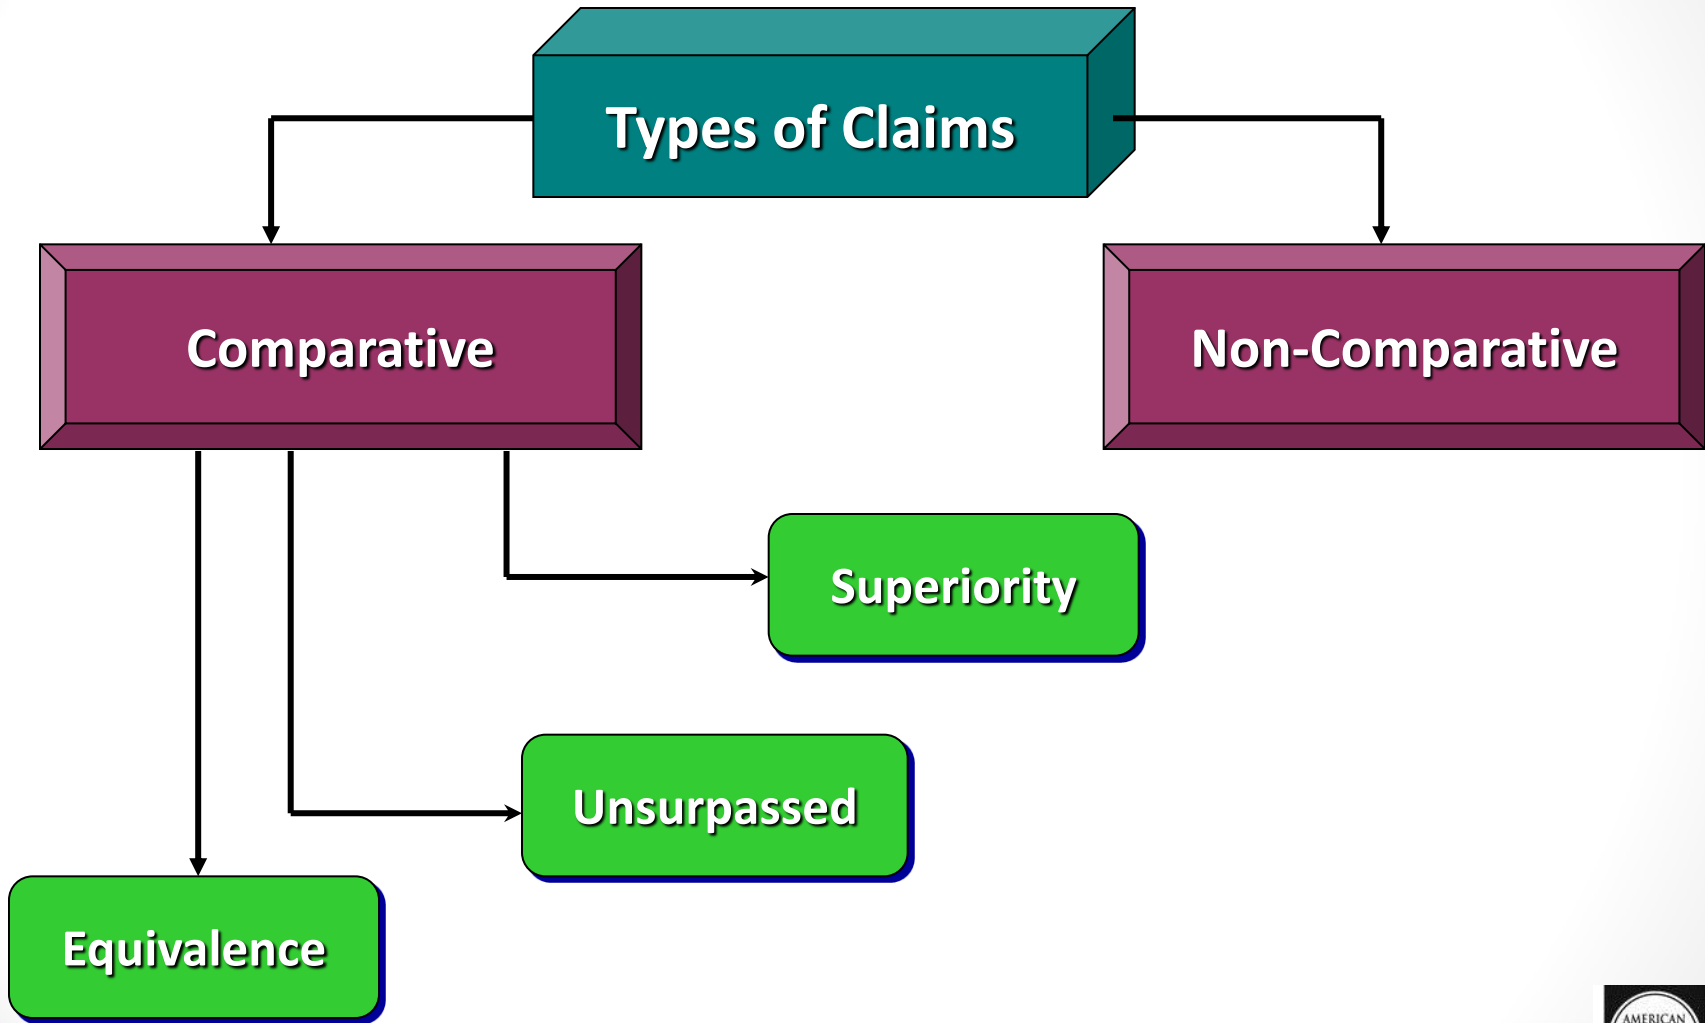 Types of Claims
Comparative
Non-Comparative
Superiority
Unsurpassed
Equivalence
AMERICAN